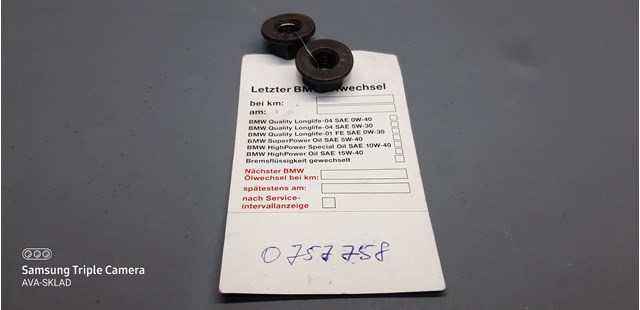 Letzter BMW Ölwechsel
bei km:
am:
BMW Quality Longlife-04 SAE 0W-40
BMW Quality Longlife-04 SAE 5W-30
BMW Quality Longlife-01 FE SAE 0W-30
BMW SuperPower Oil SAE 5W-40
BMW HighPower Special Oil SAE 10W-40
BMW HighPower Oil SAE 15W-40
Bremsflüssigkeit gewechselt
Nächster BMW
Ölwechsel bei km:
spätestens am:
nach Service-
intervallanzeige
0757758
Samsung Triple Camera
AVA-SKLAD